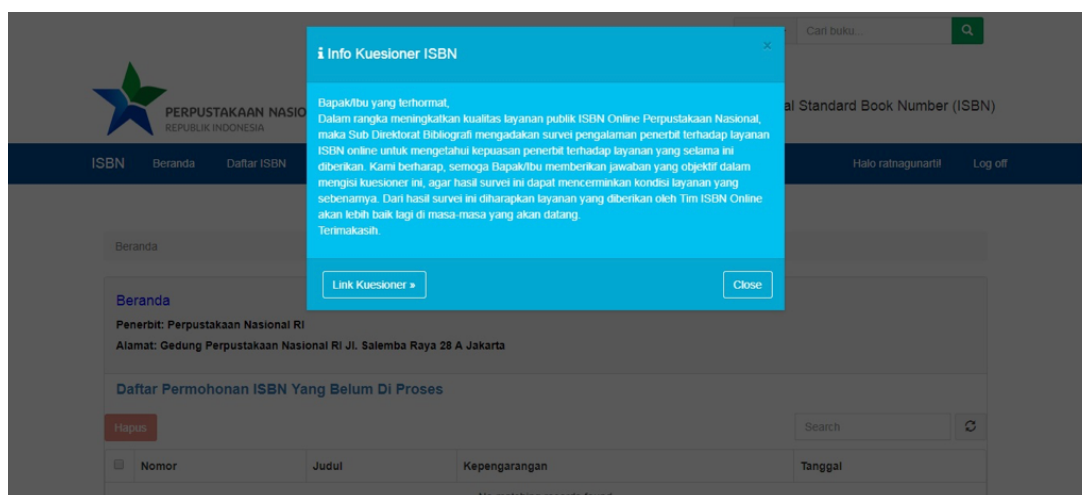 Cari buku...
i Info Kuesioner ISBN
×
PERPUSTAKAAN NASIO
REPUBLIK INDONESIA
al Standard Book Number (ISBN)
Bapak/Ibu yang terhormat,
Dalam rangka meningkatkan kualitas layanan publik ISBN Online Perpustakaan Nasional,
maka Sub Direktorat Bibliografi mengadakan survei pengalaman penerbit terhadap layanan
ISBN online untuk mengetahui kepuasan penerbit terhadap layanan yang selama ini
diberikan. Kami berharap, semoga Bapak/Ibu memberikan jawaban yang objektif dalam
mengisi kuesioner ini, agar hasil survei ini dapat mencerminkan kondisi layanan yang
sebenarnya. Dari hasil survei ini diharapkan layanan yang diberikan oleh Tim ISBN Online
akan lebih baik lagi di masa-masa yang akan datang.
Terimakasih.
ISBN Beranda Daftar ISBN Halo ratnagunarti! Log off
Beranda
Link Kuesioner » Close
Beranda
Penerbit: Perpustakaan Nasional RI
Alamat: Gedung Perpustakaan Nasional RI Jl. Salemba Raya 28 A Jakarta
Daftar Permohonan ISBN Yang Belum Di Proses
Hapus Search
Nomor Judul Kepengarangan Tanggal